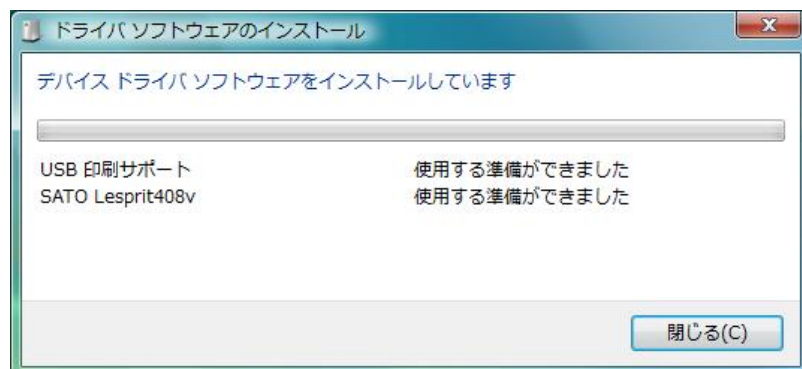 ドライバ ソフトウェアのインストール
デバイス ドライバ ソフトウェアをインストールしています
USB 印刷サポート 使用する準備ができました
SATO Lesprit408v 使用する準備ができました
閉じる(C)